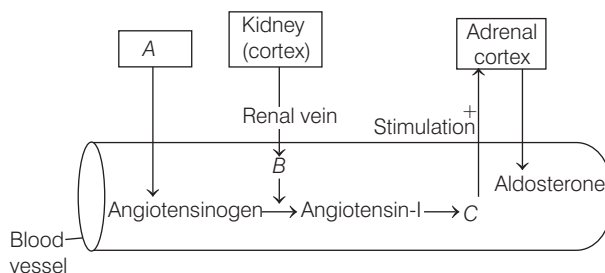 A
Kidney
(cortex)
Adrenal
cortex
Renal vein
+
Stimulation
B
Angiotensinogen
Angiotensin-I
C
Aldosterone
Blood
vessel